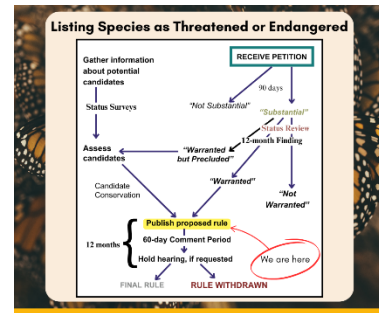 Listing Species as Threatened or Endangered
Gather information
about potential
candidates
RECEIVE PETITION
90 days
Status Surveys
"Not Substantial"
"Substantial"
Status Review
12-month Finding
Assess
candidates
"Warranted
but Precluded"
"Warranted"
Candidate
Conservation
"Not
Warranted"
Publish proposed rule
12 months
60-day Comment Period
Hold hearing, if requested
We are here
FINAL RULE
RULE WITHDRAWN